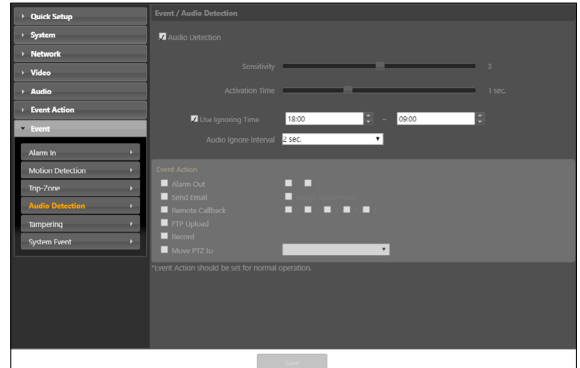 Quick Setup
System
Network
Video
Audio
Event Action
Event
Alarm In
Motion Detection
Trip-Zone
Audio Detection
Tampering
System Event
Event / Audio Detection
Audio Detection
Sensitivity 3
Activation Time 1 sec.
Use Ignoring Time 18:00 ~ 09:00
Audio Ignore Interval 2 sec.
Event Action
Alarm Out
Send Email
Remote Callback
FTP Upload
Record
Move PTZ to
*Event Action should be set for normal operation.
Save